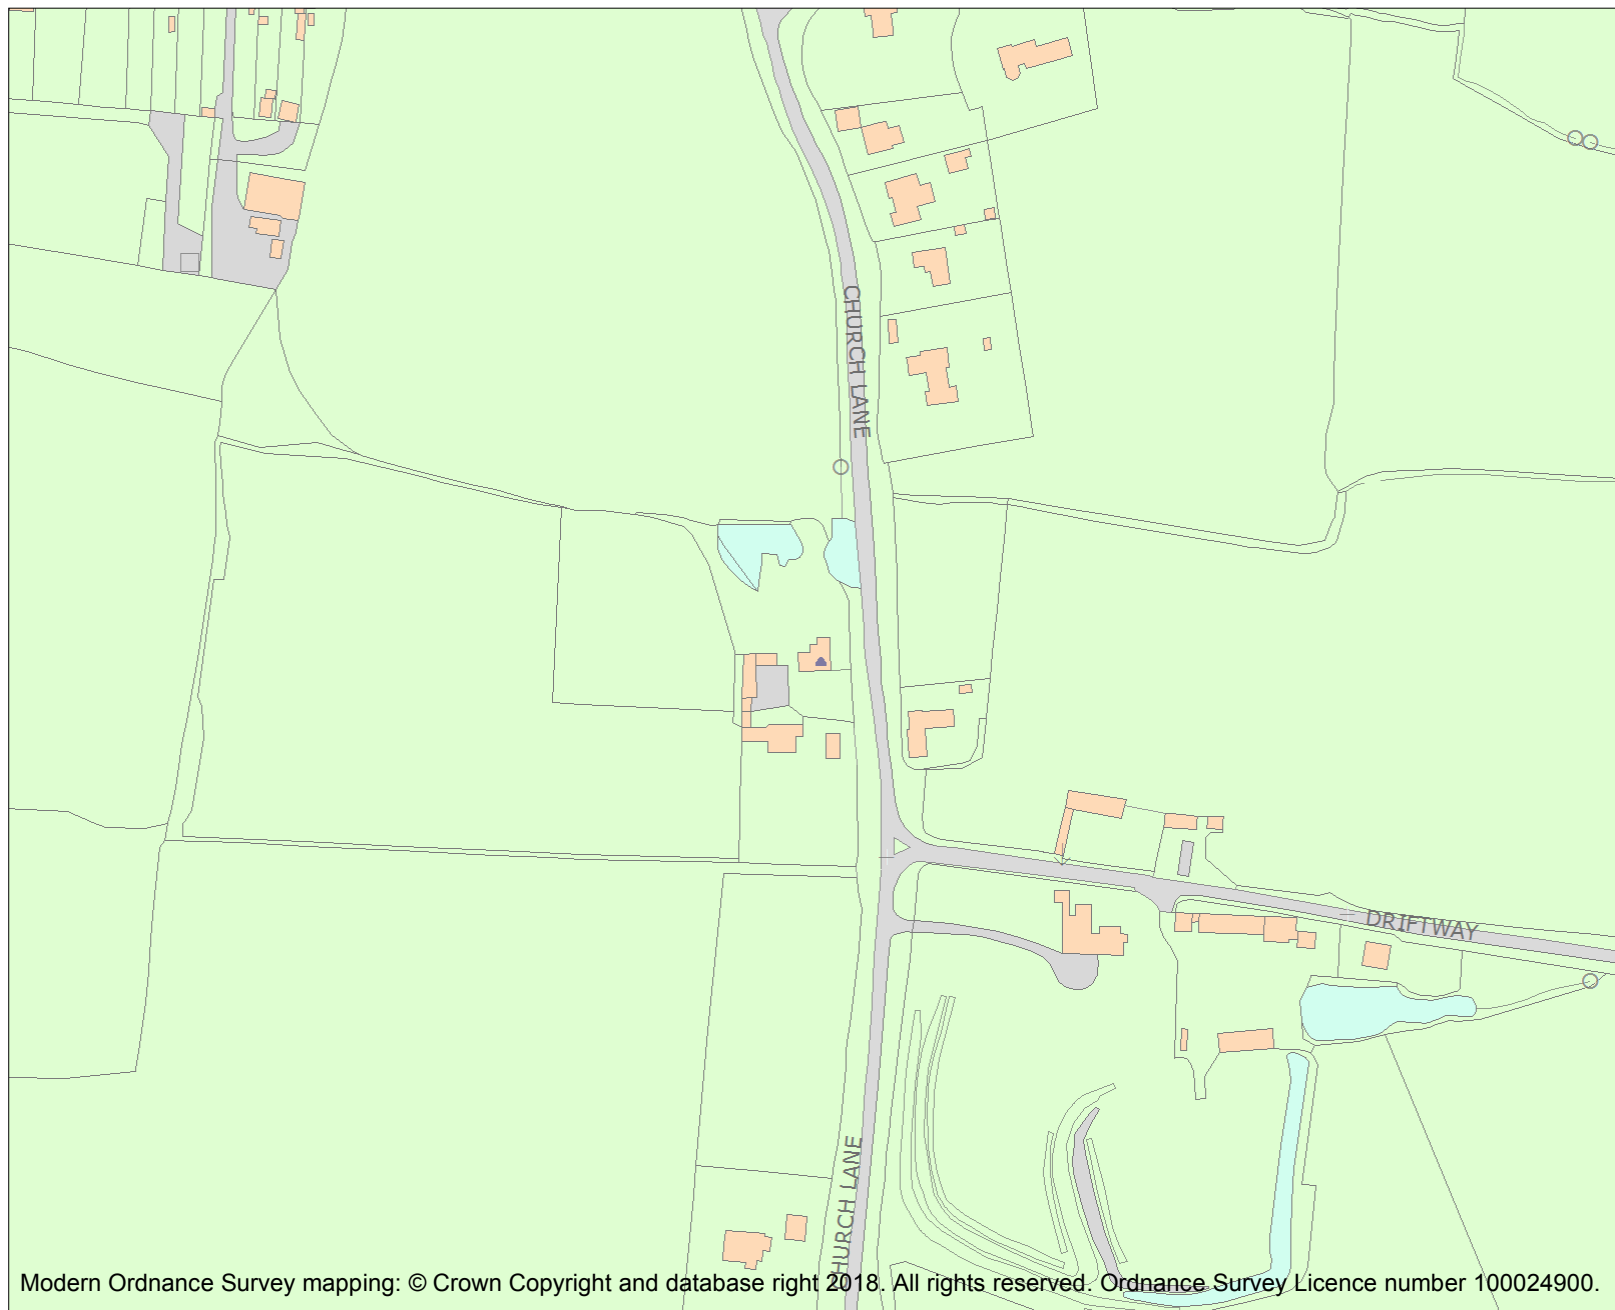 CHURCH LANE
DRIFTWAY
CHURCH LANE
Modern Ordnance Survey mapping: © Crown Copyright and database right 2018. All rights reserved. Ordnance Survey Licence number 100024900.